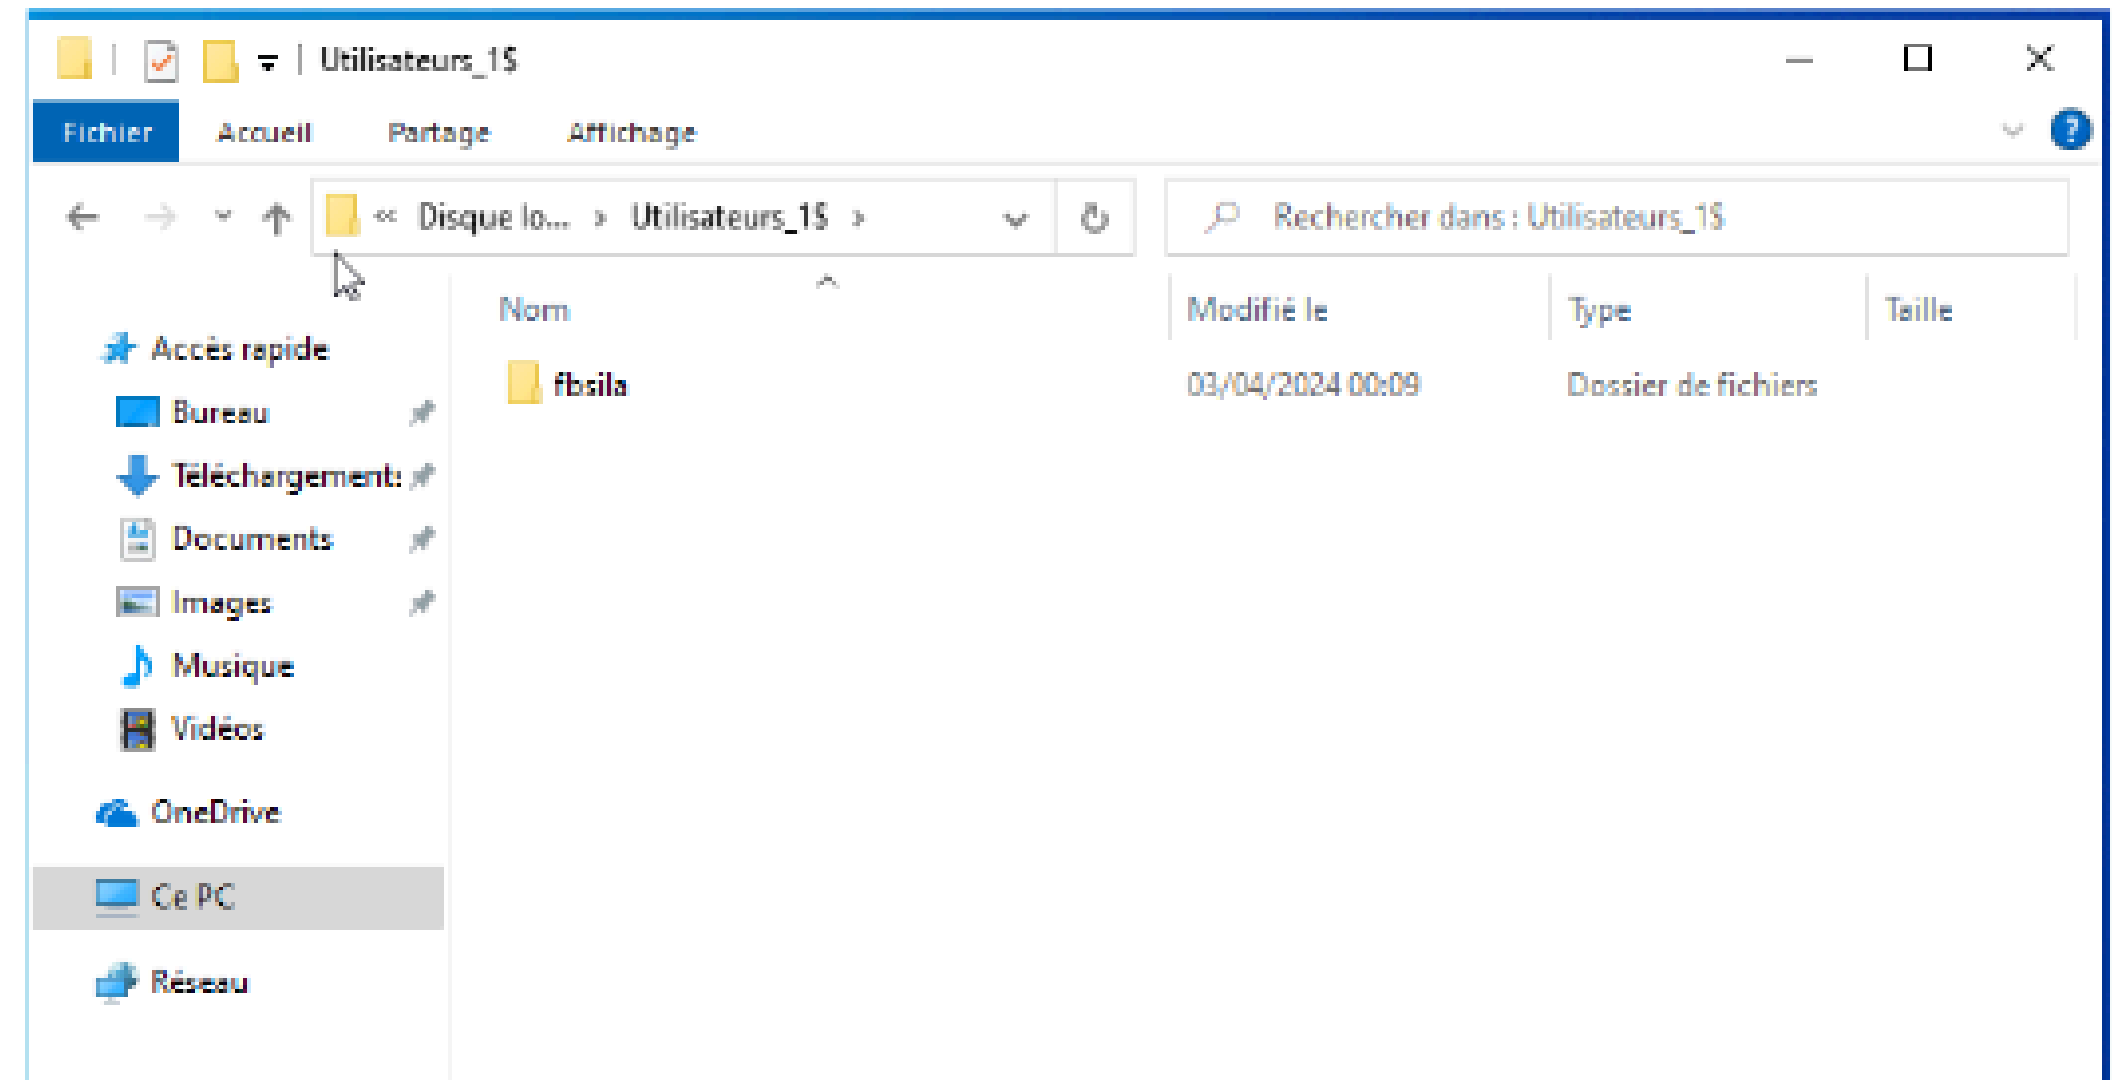 Utilisateurs_1$
Fichier Accueil Partage Affichage
« Disque lo... › Utilisateurs_1$ › Rechercher dans : Utilisateurs_1$
Nom Modifié le Type Taille
Accès rapide
fbsila 03/04/2024 00:09 Dossier de fichiers
Bureau
Téléchargements
Documents
Images
Musique
Vidéos
OneDrive
Ce PC
Réseau